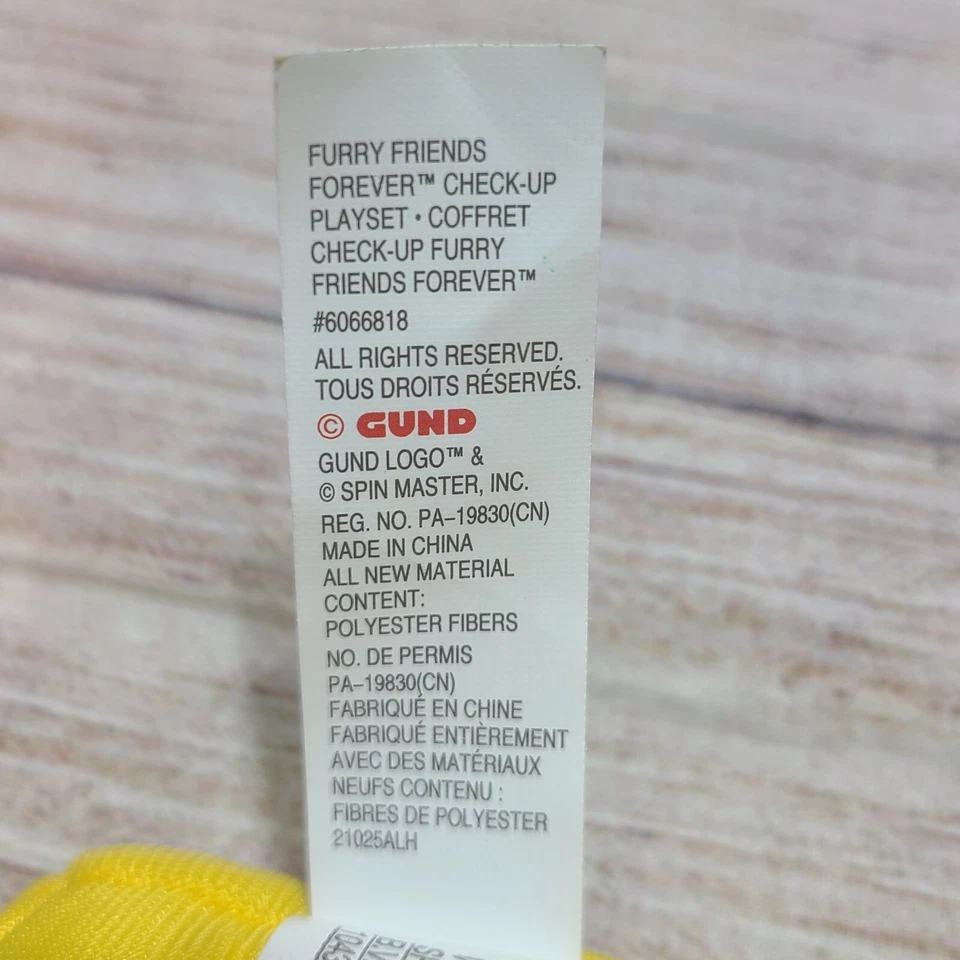 FURRY FRIENDS
FOREVER™ CHECK-UP
PLAYSET • COFFRET
CHECK-UP FURRY
FRIENDS FOREVER™
#6066818
ALL RIGHTS RESERVED.
TOUS DROITS RÉSERVÉS.
© GUND
GUND LOGO™ &
© SPIN MASTER, INC.
REG. NO. PA–19830(CN)
MADE IN CHINA
ALL NEW MATERIAL
CONTENT:
POLYESTER FIBERS
NO. DE PERMIS
PA–19830(CN)
FABRIQUÉ EN CHINE
FABRIQUÉ ENTIÈREMENT
AVEC DES MATÉRIAUX
NEUFS CONTENU :
FIBRES DE POLYESTER
21025ALH